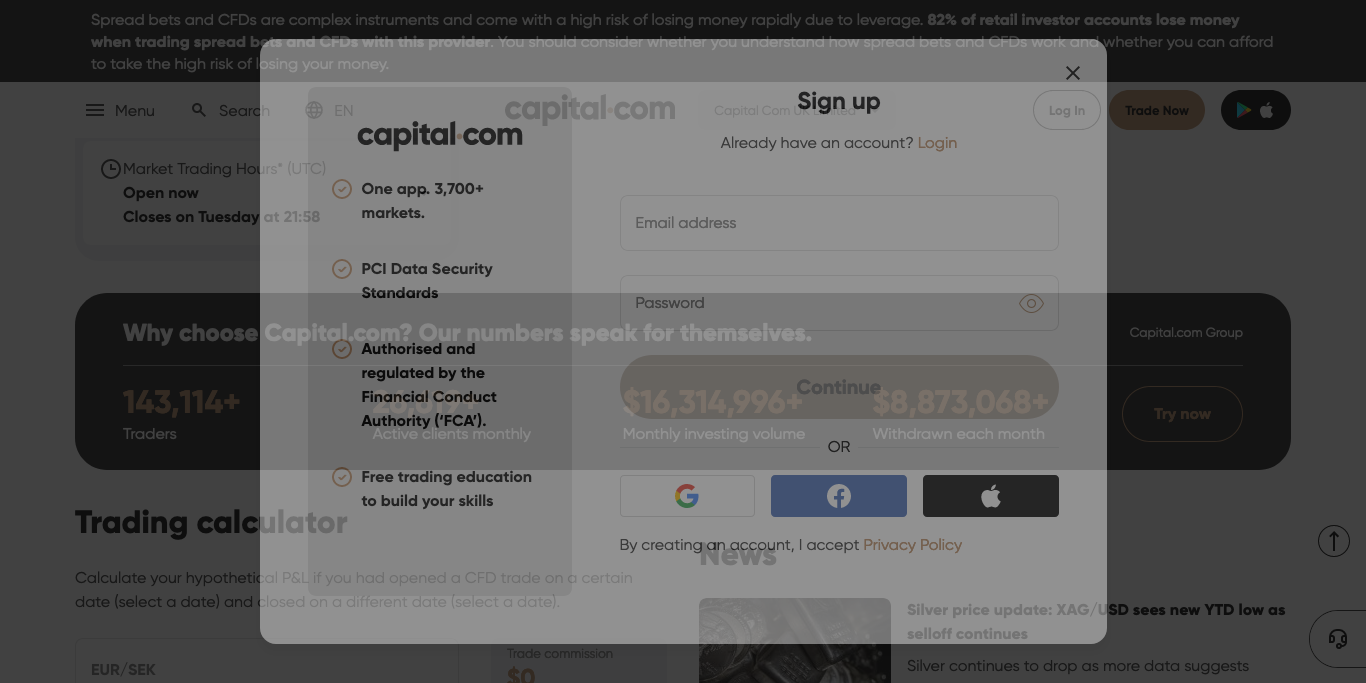 Spread bets and CFDs are complex instruments and come with a high risk of losing money rapidly due to leverage. 82% of retail investor accounts lose money
when trading spread bets and CFDs with this provider. You should consider whether you understand how spread bets and CFDs work and whether you can afford
to take the high risk of losing your money.
Menu
Search
EN
capital.com
Capital Com UK Limited
Log In
Trade Now
Market Trading Hours* (UTC)
Open now
Closes on Tuesday at 21:58
Why choose Capital.com? Our numbers speak for themselves.
Capital.com Group
143,114+
Traders
Active clients monthly
$16,314,996+
Monthly investing volume
$8,873,068+
Withdrawn each month
Try now
Trading calculator
Calculate your hypothetical P&L if you had opened a CFD trade on a certain
date (select a date) and closed on a different date (select a date).
EUR/SEK
Trade commission
$0
News
Silver price update: XAG/USD sees new YTD low as
selloff continues
Silver continues to drop as more data suggests
capital.com
One app. 3,700+
markets.
PCI Data Security
Standards
Authorised and
regulated by the
Financial Conduct
Authority (‘FCA’).
Free trading education
to build your skills
Sign up
Already have an account? Login
Email address
Password
Continue
OR
By creating an account, I accept Privacy Policy